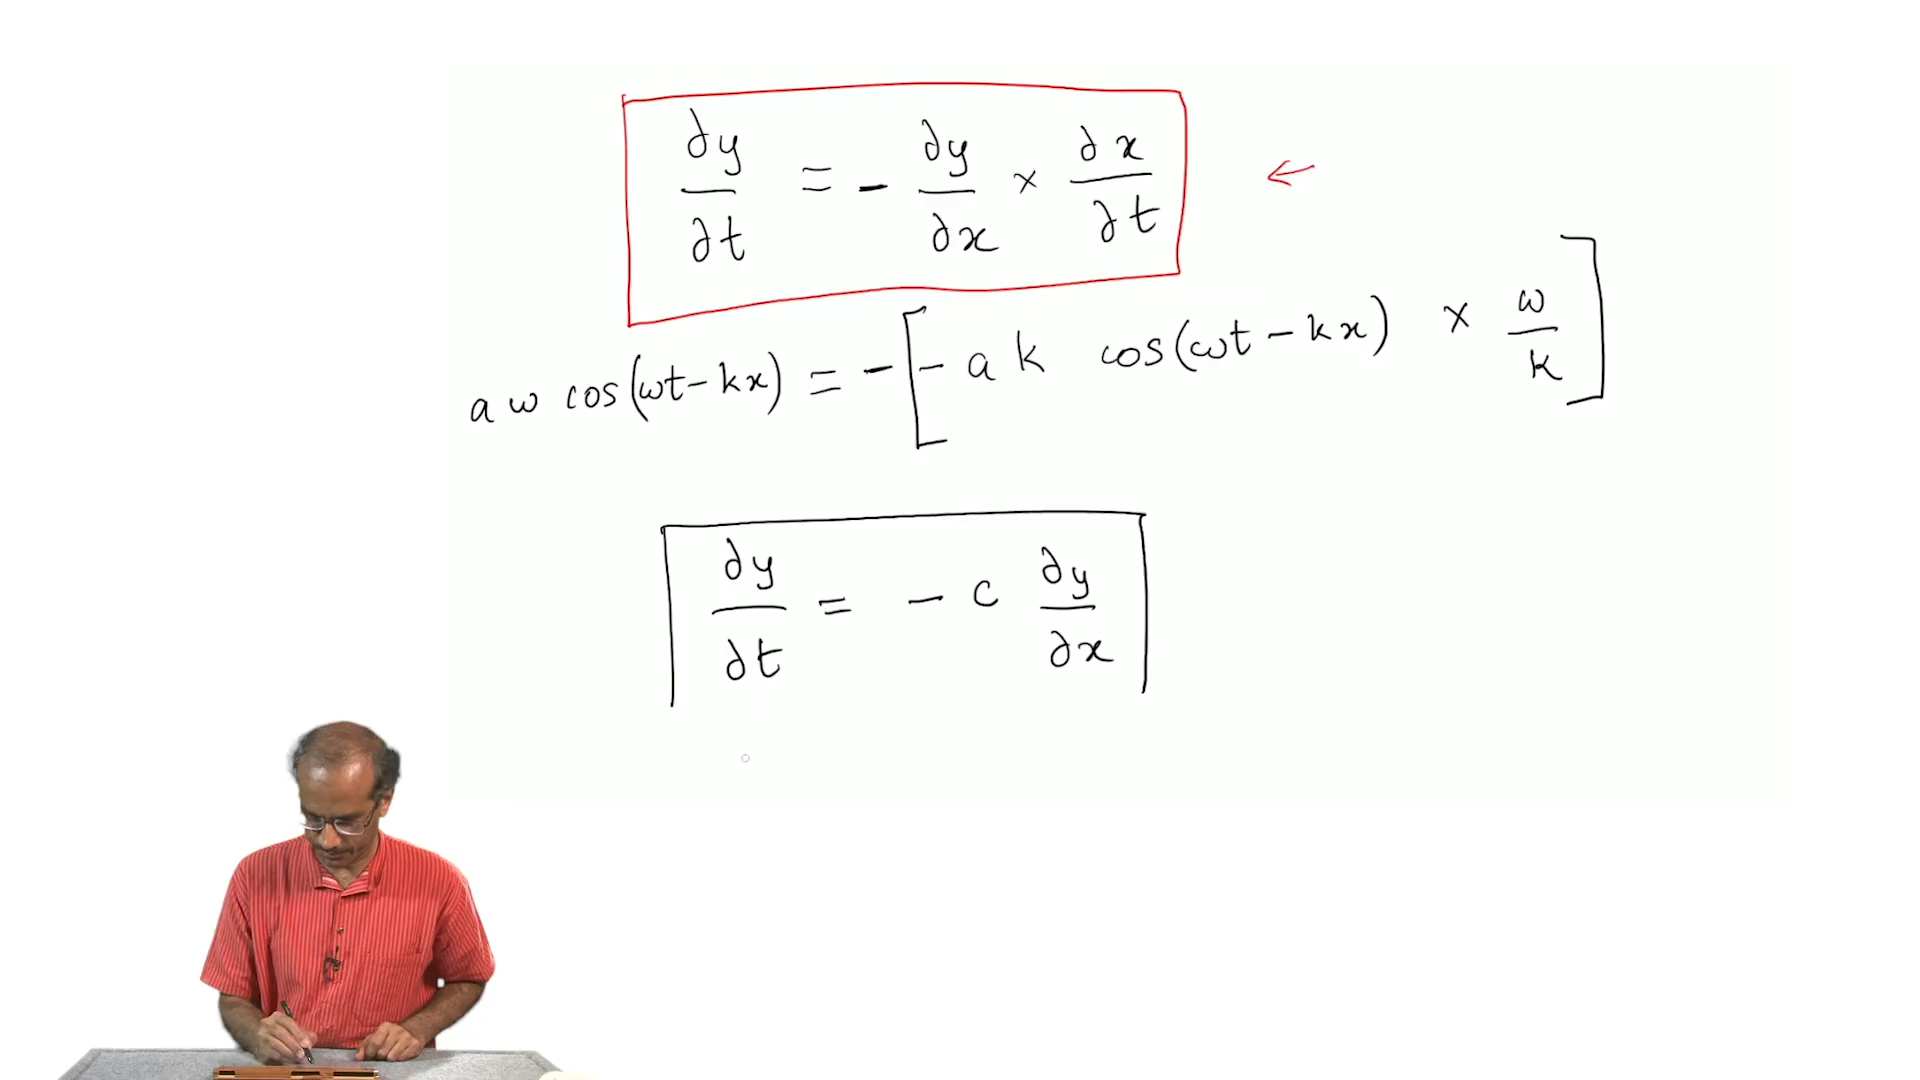 ∂y/∂t = - ∂y/∂x × ∂x/∂t ←
a ω cos(ωt - kx) = - [- a k cos(ωt - kx) × ω/k]
∂y/∂t = - c ∂y/∂x